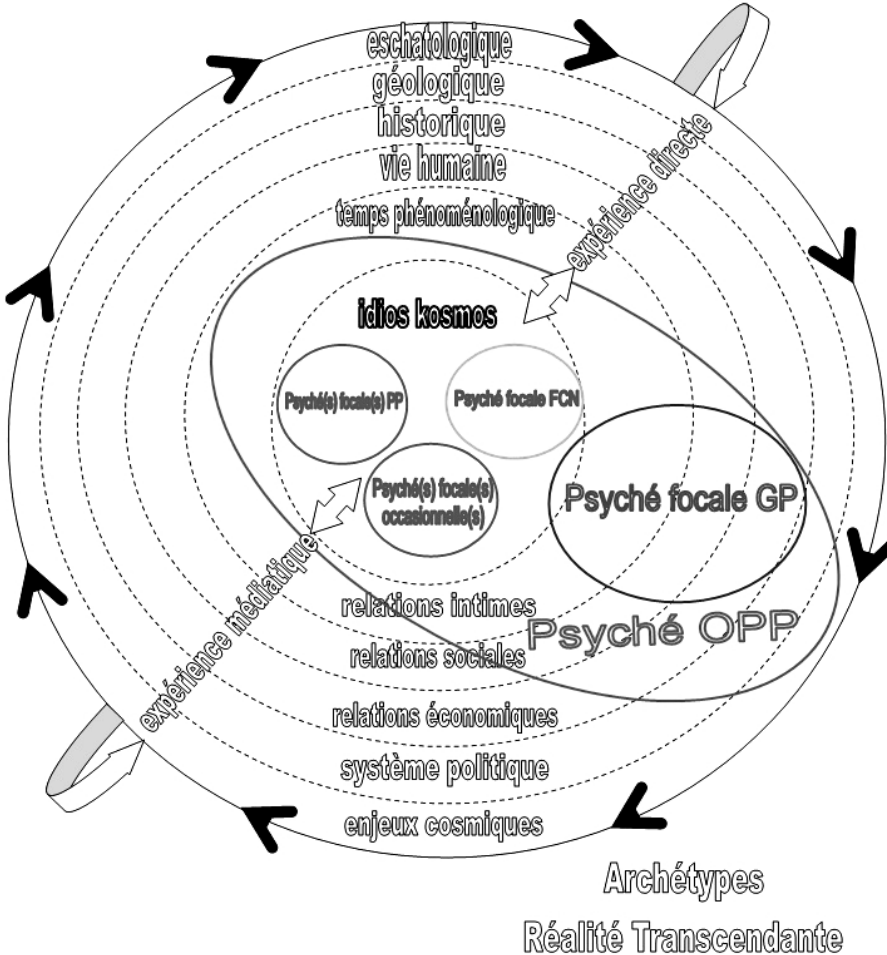 eschatologique
géologique
historique
vie humaine
temps phénoménologique
expérience directe
idios kosmos
Psyché(s) focale(s) PP
Psyché focale FCN
Psyché(s) focale(s)
occasionnelle(s)
Psyché focale GP
expérience médiatique
relations intimes
Psyché OPP
relations sociales
relations économiques
système politique
enjeux cosmiques
Archétypes
Réalité Transcendante